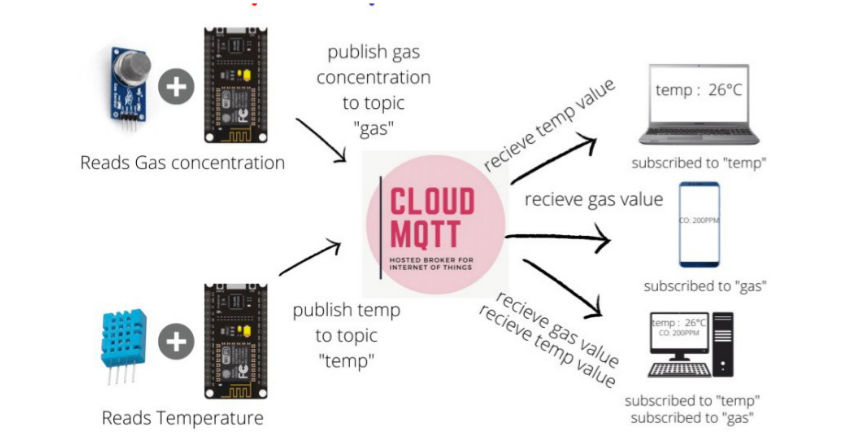 publish gas
concentration
to topic
"gas"
Reads Gas concentration
CLOUD
MQTT
HOSTED BROKER FOR
INTERNET OF THINGS
publish temp
to topic
"temp"
Reads Temperature
recieve temp value
temp : 26°C
subscribed to "temp"
recieve gas value
CO: 200PPM
subscribed to "gas"
recieve gas value
recieve temp value
temp : 26°C
CO: 200PPM
subscribed to "temp"
subscribed to "gas"